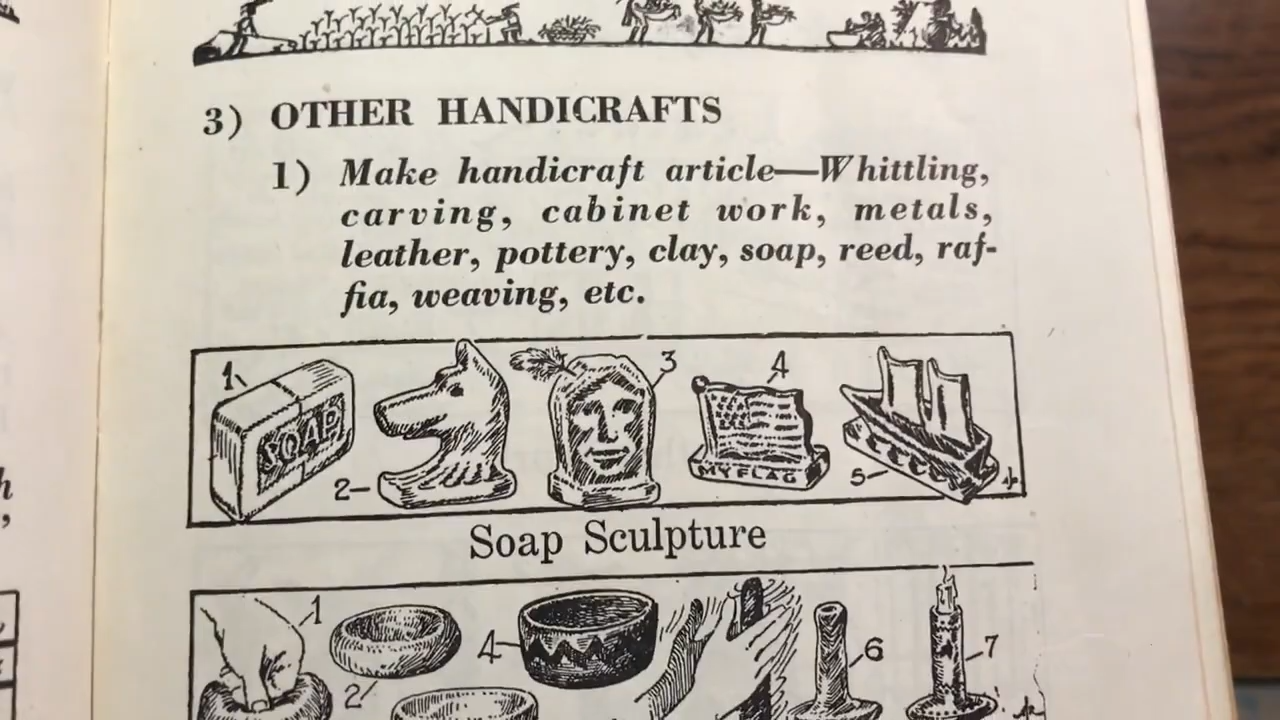 3) OTHER HANDICRAFTS
1) Make handicraft article—Whittling,
carving, cabinet work, metals,
leather, pottery, clay, soap, reed, raf-
fia, weaving, etc.
1 3 4
SOAP
MY FLAG
2 5
Soap Sculpture
1
4 6 7
2